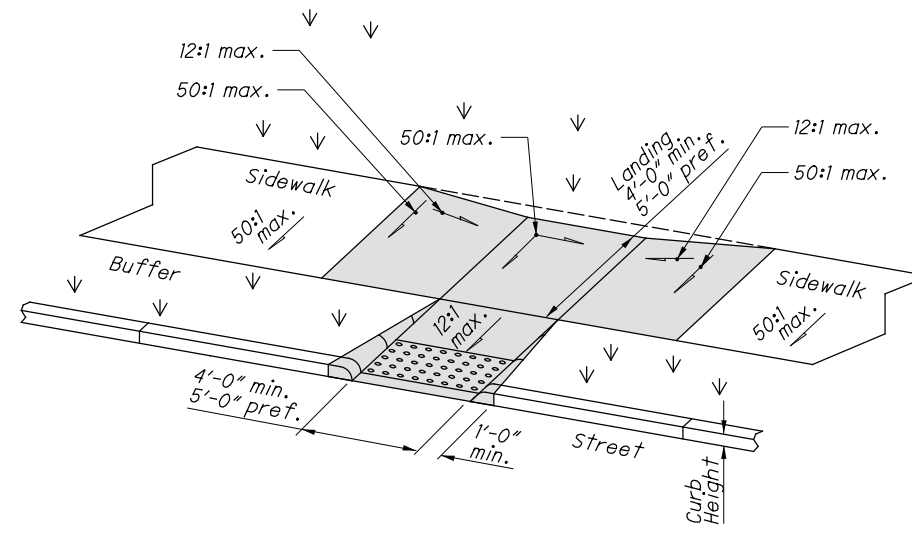 12:1 max.
50:1 max.
50:1 max.
Landing
4'-0" min.
5'-0" pref.
12:1 max.
50:1 max.
Sidewalk
50:1
max.
Buffer
12:1
max.
Sidewalk
50:1
max.
4'-0" min.
5'-0" pref.
1'-0"
min.
Street
Curb
Height